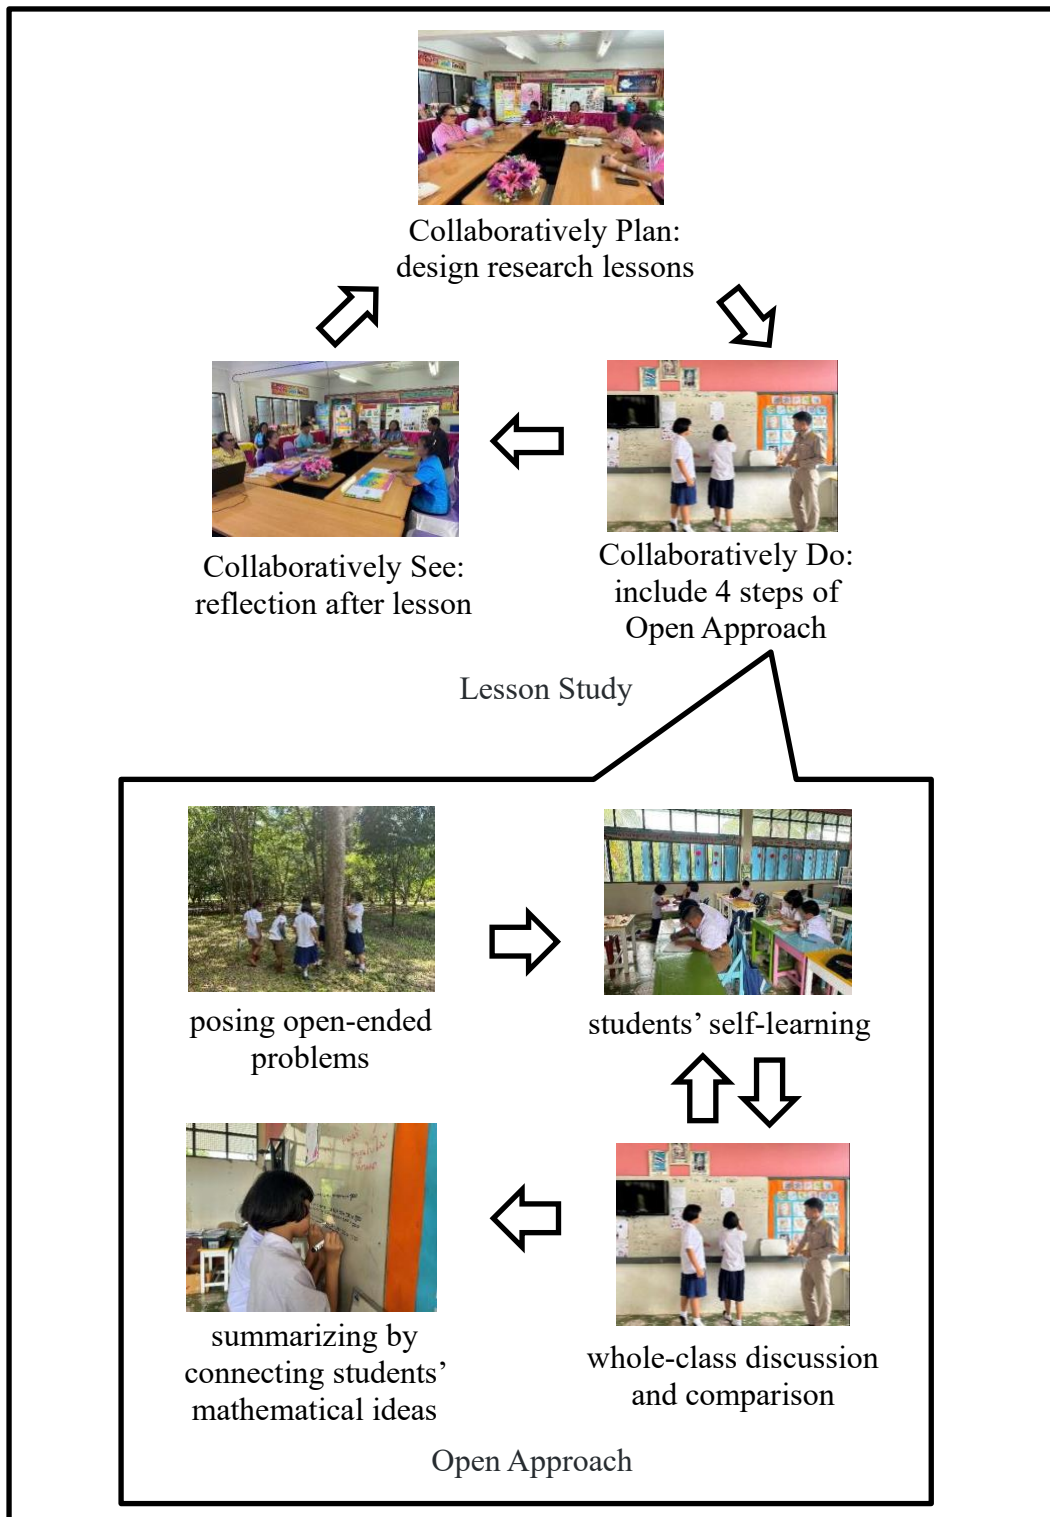 Collaboratively Plan:
design research lessons
Collaboratively See:
reflection after lesson
Collaboratively Do:
include 4 steps of
Open Approach
Lesson Study
posing open-ended
problems
students’ self-learning
summarizing by
connecting students’
mathematical ideas
whole-class discussion
and comparison
Open Approach